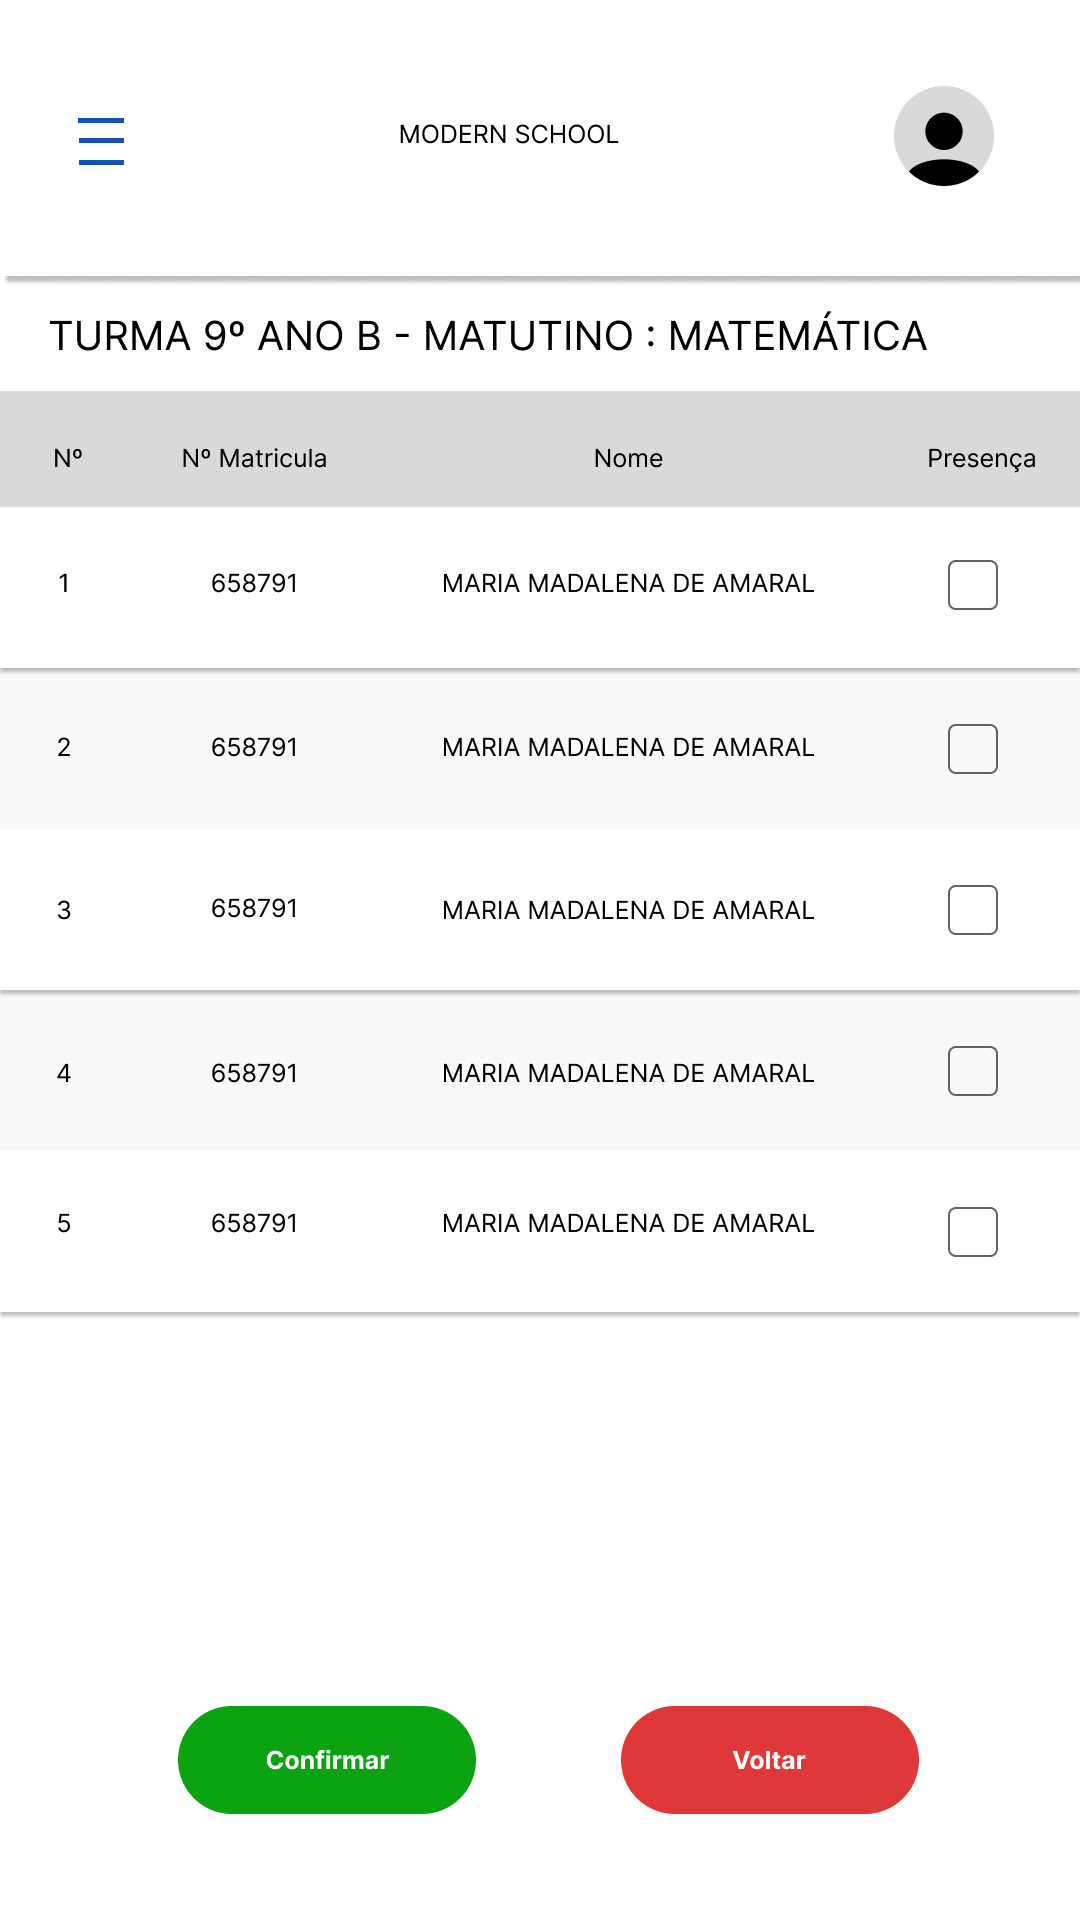 MODERN SCHOOL
TURMA 9º ANO B - MATUTINO : MATEMÁTICA
Nº Nº Matricula Nome Presença
1 658791 MARIA MADALENA DE AMARAL
2 658791 MARIA MADALENA DE AMARAL
3 658791 MARIA MADALENA DE AMARAL
4 658791 MARIA MADALENA DE AMARAL
5 658791 MARIA MADALENA DE AMARAL
Confirmar Voltar